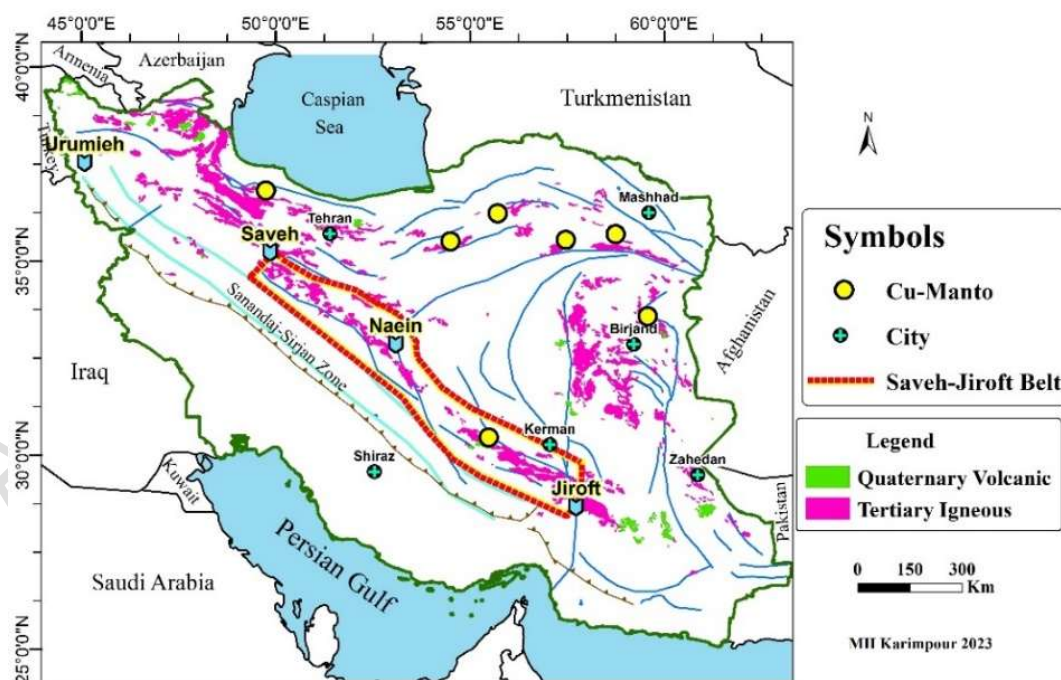 45°0'0"E 50°0'0"E 55°0'0"E 60°0'0"E
40°0'0"N
35°0'0"N
30°0'0"N
25°0'0"N
Armenia
Azerbaijan
Caspian
Sea
Turkmenistan
Turkey
Urumieh
Mashhad
Tehran
Saveh
Sanandaj-Sirjan Zone
Naein
Birjand
Afghanistan
Iraq
Kerman
Shiraz
Zahedan
Jiroft
Kuwait
Pakistan
Persian Gulf
Saudi Arabia
N
Symbols
Cu-Manto
City
Saveh-Jiroft Belt
Legend
Quaternary Volcanic
Tertiary Igneous
0 150 300
Km
MH Karimpour 2023